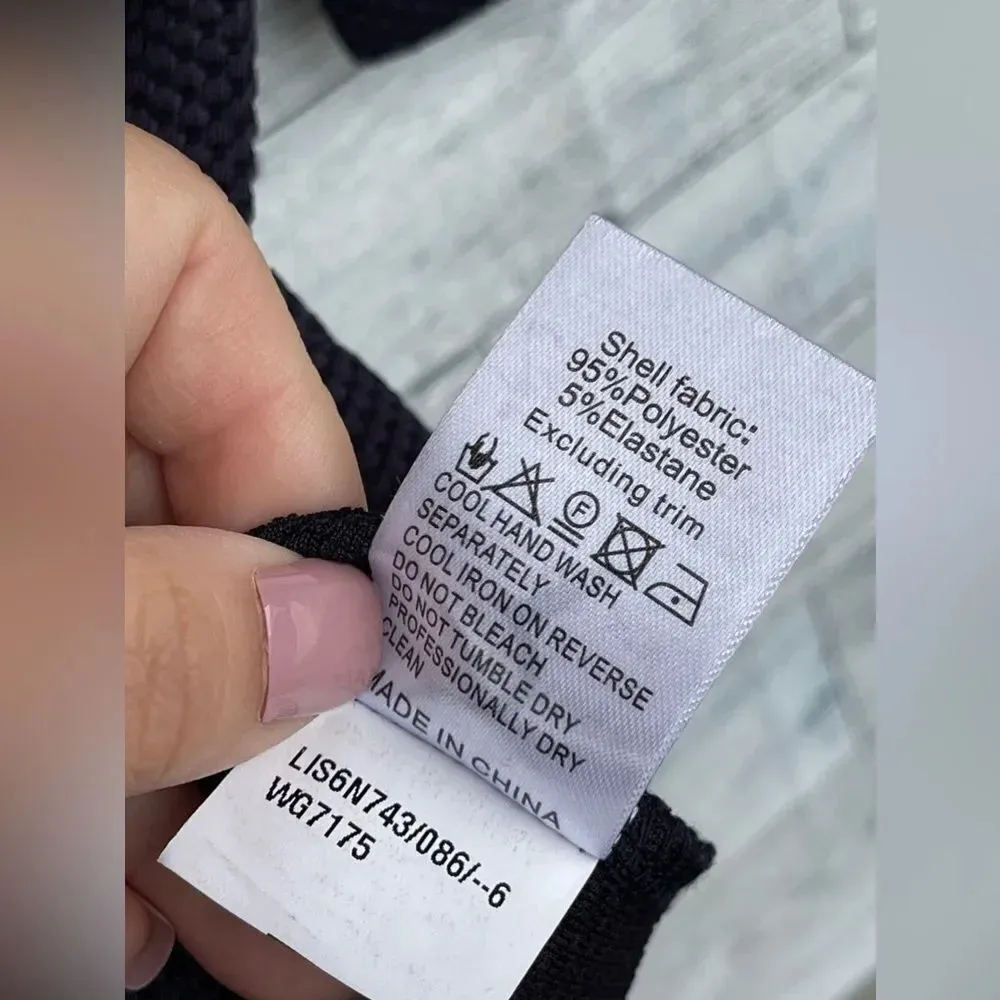 Shell fabric:
95%Polyester
5%Elastane
Excluding trim
F
COOL HAND WASH
SEPARATELY
COOL IRON ON REVERSE
DO NOT BLEACH
DO NOT TUMBLE DRY
PROFESSIONALLY DRY
CLEAN
MADE IN CHINA
LIS6N743/086/--6
WG7175